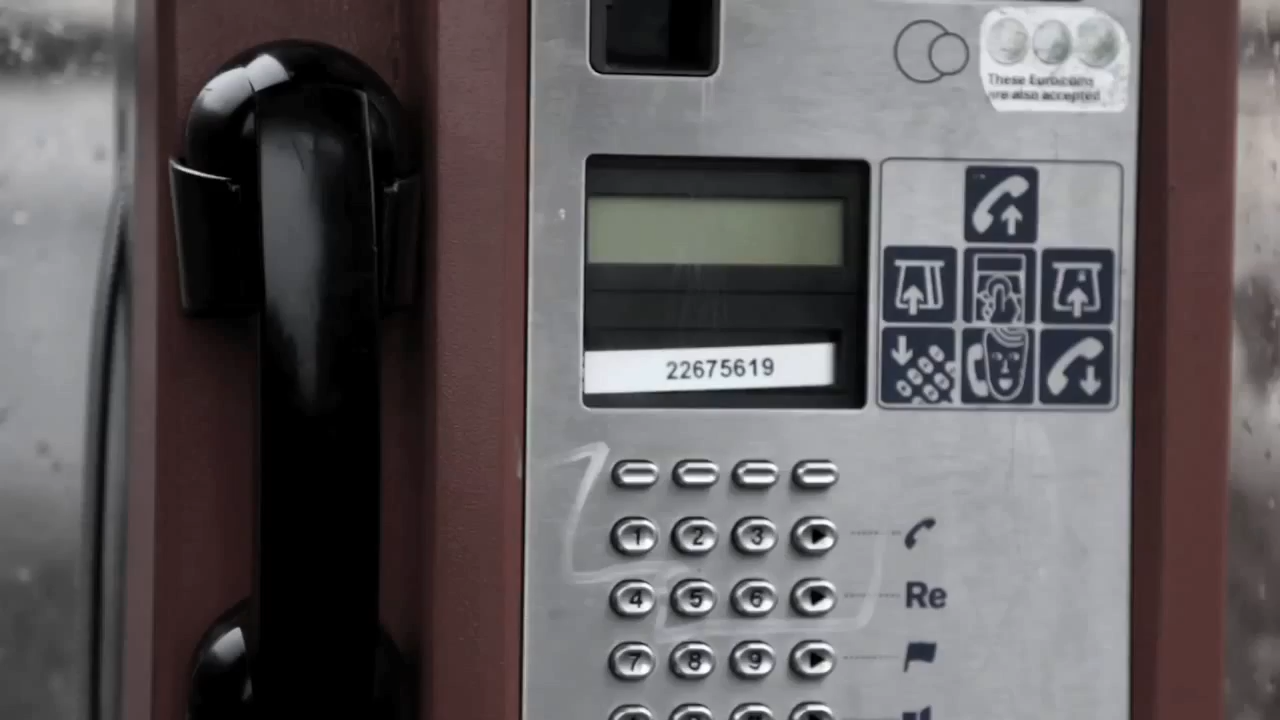 These Eurocoins
are also accepted
22675619
1 2 3
4 5 6
Re
7 8 9